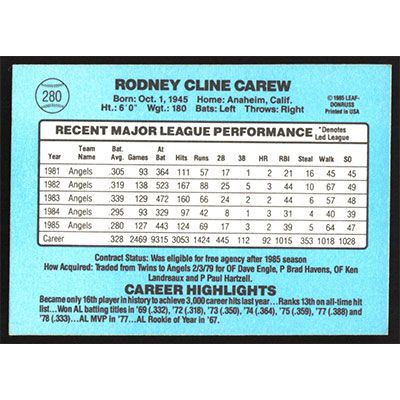 280
RODNEY CLINE CAREW
Born: Oct. 1, 1945 Home: Anaheim, Calif.
Ht.: 6'0" Wgt.: 180 Bats: Left Throws: Right
© 1985 LEAF-
DONRUSS
Printed in USA
RECENT MAJOR LEAGUE PERFORMANCE *Denotes Led League
Year Team Name Bat. Avg. Games At Bat Hits Runs 2B 3B HR RBI Steal Walk SO
1981 Angels .305 93 364 111 57 17 1 2 21 16 45 45
1982 Angels .319 138 523 167 88 25 5 3 44 10 67 49
1983 Angels .339 129 472 160 66 24 2 2 44 6 57 48
1984 Angels .295 93 329 97 42 8 1 3 31 4 40 39
1985 Angels .280 127 443 124 69 17 3 2 39 5 64 47
Career .328 2469 9315 3053 1424 445 112 92 1015 353 1018 1028
Contract Status: Was eligible for free agency after 1985 season
How Acquired: Traded from Twins to Angels 2/3/79 for OF Dave Engle, P Brad Havens, OF Ken
Landreaux and P Paul Hartzell.
CAREER HIGHLIGHTS
Became only 16th player in history to achieve 3,000 career hits last year...Ranks 13th on all-time hit
list...Won AL batting titles in '69 (.332), '72 (.318), '73 (.350), '74 (.364), '75 (.359), '77 (.388) and
'78 (.333)...AL MVP in '77...AL Rookie of Year in '67.